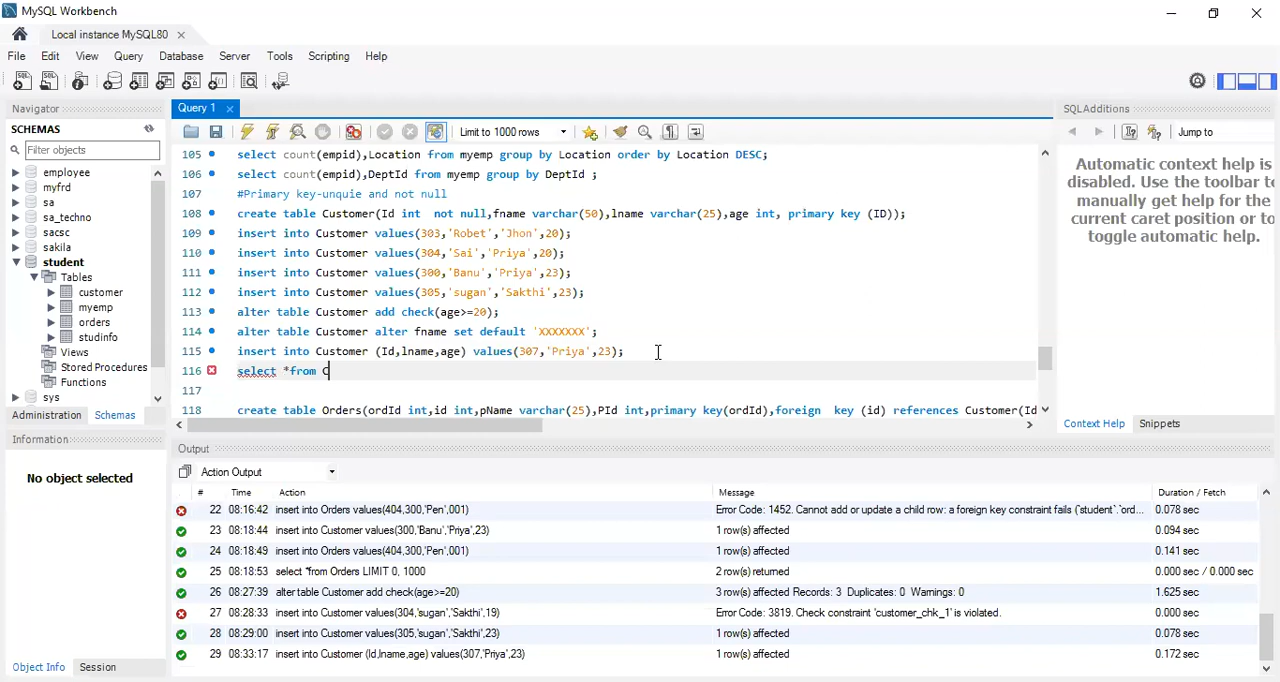 MySQL Workbench
Local instance MySQL80
File Edit View Query Database Server Tools Scripting Help
Navigator
SCHEMAS
Filter objects
employee
myfrd
sa
sa_techno
sacsc
sakila
student
Tables
customer
myemp
orders
studinfo
Views
Stored Procedures
Functions
sys
Administration Schemas
Information
No object selected
Object Info Session
Query 1
Limit to 1000 rows
105 select count(empid),Location from myemp group by Location order by Location DESC;
106 select count(empid),DeptId from myemp group by DeptId ;
107 #Primary key-unquie and not null
108 create table Customer(Id int not null,fname varchar(50),lname varchar(25),age int, primary key (ID));
109 insert into Customer values(303,'Robet','Jhon',20);
110 insert into Customer values(304,'Sai','Priya',20);
111 insert into Customer values(300,'Banu','Priya',23);
112 insert into Customer values(305,'sugan','Sakthi',23);
113 alter table Customer add check(age>=20);
114 alter table Customer alter fname set default 'XXXXXXX';
115 insert into Customer (Id,lname,age) values(307,'Priya',23);
116 select *from C
117
118 create table Orders(ordId int,id int,pName varchar(25),PId int,primary key(ordId),foreign key (id) references Customer(Id
SQLAdditions
Jump to
Automatic context help is
disabled. Use the toolbar to
manually get help for the
current caret position or to
toggle automatic help.
Context Help Snippets
Output
Action Output
# Time Action Message Duration / Fetch
22 08:16:42 insert into Orders values(404,300,'Pen',001) Error Code: 1452. Cannot add or update a child row: a foreign key constraint fails (`student`.`ord... 0.078 sec
23 08:18:44 insert into Customer values(300,'Banu','Priya',23) 1 row(s) affected 0.094 sec
24 08:18:49 insert into Orders values(404,300,'Pen',001) 1 row(s) affected 0.141 sec
25 08:18:53 select *from Orders LIMIT 0, 1000 2 row(s) returned 0.000 sec / 0.000 sec
26 08:27:39 alter table Customer add check(age>=20) 3 row(s) affected Records: 3 Duplicates: 0 Warnings: 0 1.625 sec
27 08:28:33 insert into Customer values(304,'sugan','Sakthi',19) Error Code: 3819. Check constraint 'customer_chk_1' is violated. 0.000 sec
28 08:29:00 insert into Customer values(305,'sugan','Sakthi',23) 1 row(s) affected 0.078 sec
29 08:33:17 insert into Customer (Id,lname,age) values(307,'Priya',23) 1 row(s) affected 0.172 sec